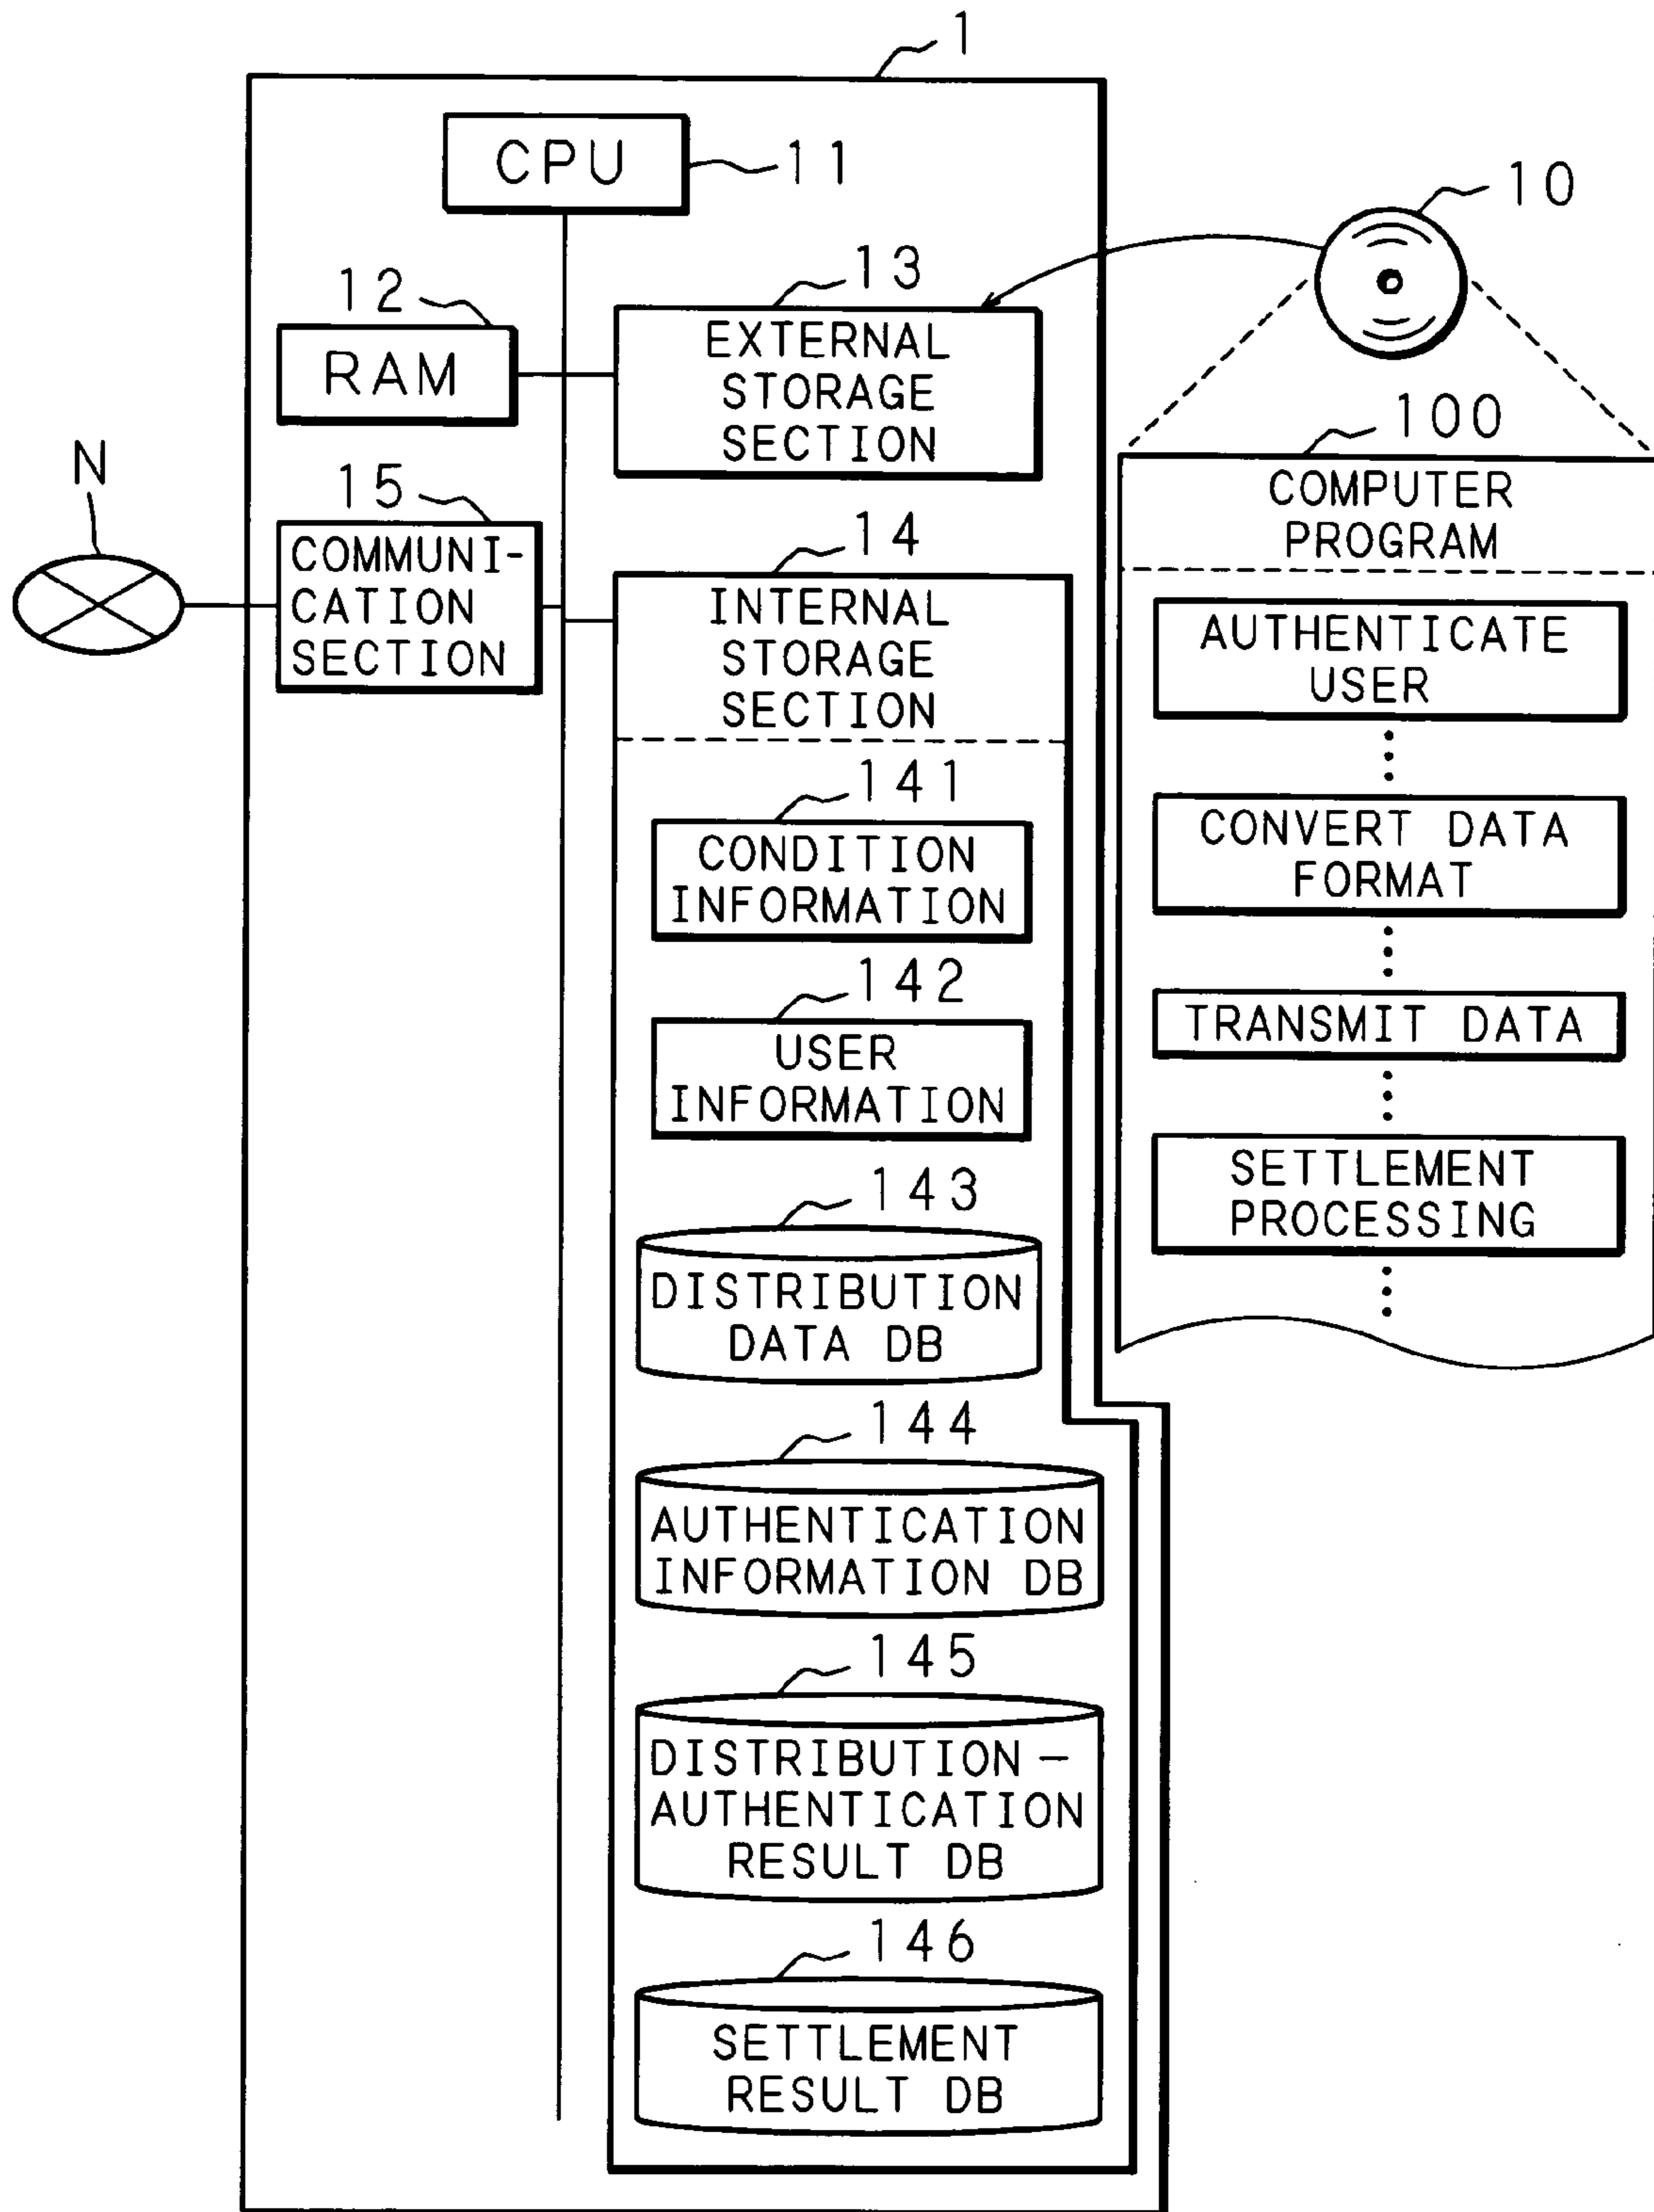 1
CPU
11
10
12
RAM
13
EXTERNAL
STORAGE
SECTION
100
COMPUTER
PROGRAM
N
15
COMMUNI-
CATION
SECTION
14
INTERNAL
STORAGE
SECTION
AUTHENTICATE
USER
141
CONDITION
INFORMATION
CONVERT DATA
FORMAT
142
USER
INFORMATION
TRANSMIT DATA
143
DISTRIBUTION
DATA DB
SETTLEMENT
PROCESSING
144
AUTHENTICATION
INFORMATION DB
145
DISTRIBUTION-
AUTHENTICATION
RESULT DB
146
SETTLEMENT
RESULT DB